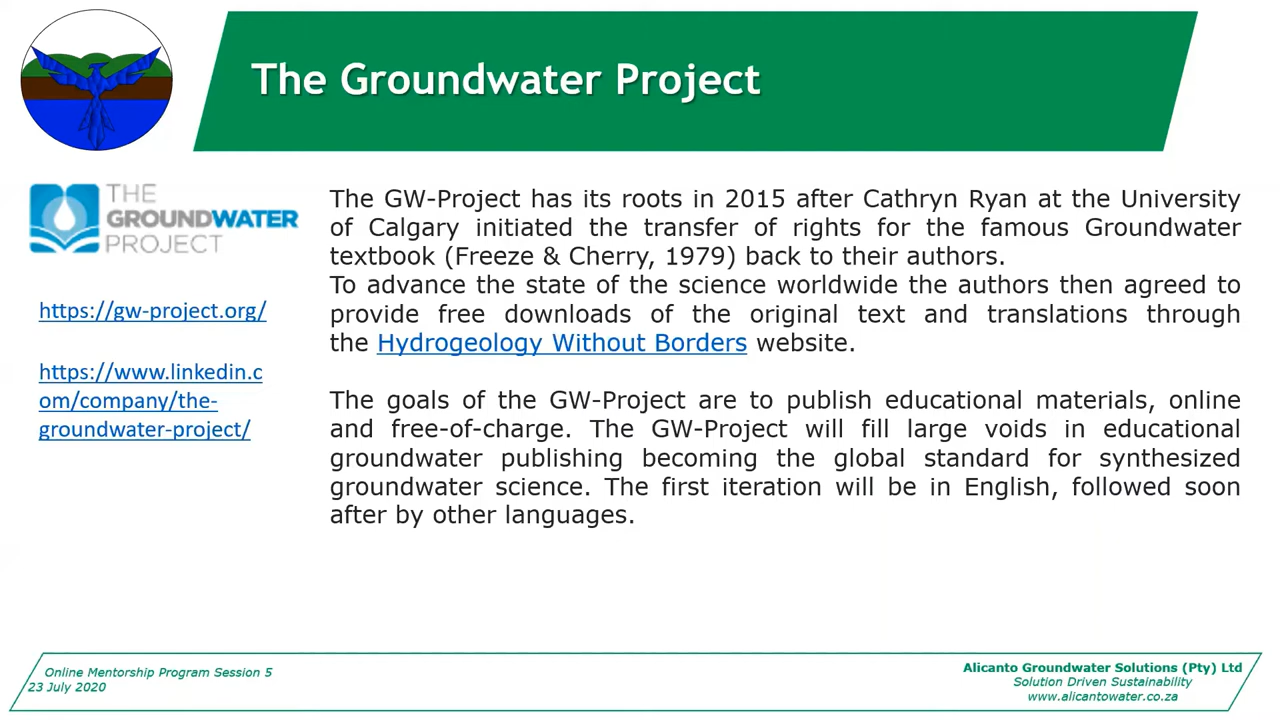 The Groundwater Project
THE
GROUNDWATER
PROJECT
https://gw-project.org/
https://www.linkedin.c
om/company/the-
groundwater-project/
The GW-Project has its roots in 2015 after Cathryn Ryan at the University
of Calgary initiated the transfer of rights for the famous Groundwater
textbook (Freeze & Cherry, 1979) back to their authors.
To advance the state of the science worldwide the authors then agreed to
provide free downloads of the original text and translations through
the Hydrogeology Without Borders website.
The goals of the GW-Project are to publish educational materials, online
and free-of-charge. The GW-Project will fill large voids in educational
groundwater publishing becoming the global standard for synthesized
groundwater science. The first iteration will be in English, followed soon
after by other languages.
Online Mentorship Program Session 5
23 July 2020
Alicanto Groundwater Solutions (Pty) Ltd
Solution Driven Sustainability
www.alicantowater.co.za